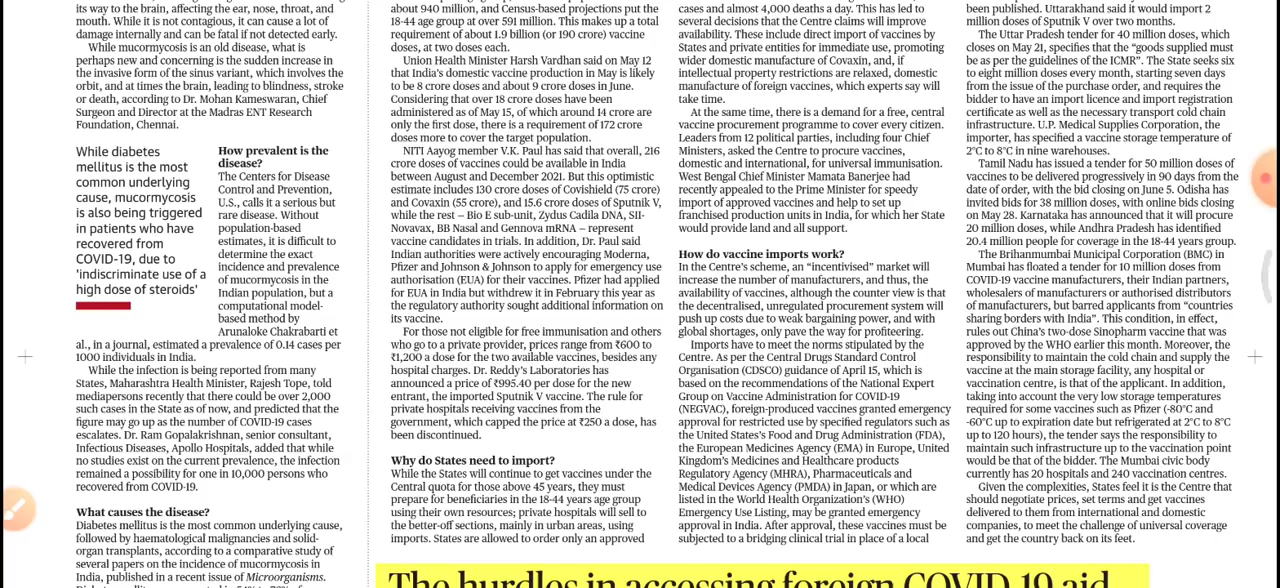 its way to the brain, affecting the ear, nose, throat, and
mouth. While it is not contagious, it can cause a lot of
damage internally and can be fatal if not detected early.
While mucormycosis is an old disease, what is
perhaps new and concerning is the sudden increase in
the invasive form of the sinus variant, which involves the
orbit, and at times the brain, leading to blindness, stroke
or death, according to Dr. Mohan Kameswaran, Chief
Surgeon and Director at the Madras ENT Research
Foundation, Chennai.
While diabetes
mellitus is the most
common underlying
cause, mucormycosis
is also being triggered
in patients who have
recovered from
COVID-19, due to
'indiscriminate use of a
high dose of steroids'
How prevalent is the
disease?
The Centers for Disease
Control and Prevention,
U.S., calls it a serious but
rare disease. Without
population-based
estimates, it is difficult to
determine the exact
incidence and prevalence
of mucormycosis in the
Indian population, but a
computational model-
based method by
Arunaloke Chakrabarti et
al., in a journal, estimated a prevalence of 0.14 cases per
1000 individuals in India.
While the infection is being reported from many
States, Maharashtra Health Minister, Rajesh Tope, told
mediapersons recently that there could be over 2,000
such cases in the State as of now, and predicted that the
figure may go up as the number of COVID-19 cases
escalates. Dr. Ram Gopalakrishnan, senior consultant,
Infectious Diseases, Apollo Hospitals, added that while
no studies exist on the current prevalence, the infection
remained a possibility for one in 10,000 persons who
recovered from COVID-19.
What causes the disease?
Diabetes mellitus is the most common underlying cause,
followed by haematological malignancies and solid-
organ transplants, according to a comparative study of
several papers on the incidence of mucormycosis in
India, published in a recent issue of Microorganisms.
about 940 million, and Census-based projections put the
18-44 age group at over 591 million. This makes up a total
requirement of about 1.9 billion (or 190 crore) vaccine
doses, at two doses each.
Union Health Minister Harsh Vardhan said on May 12
that India's domestic vaccine production in May is likely
to be 8 crore doses and about 9 crore doses in June.
Considering that over 18 crore doses have been
administered as of May 15, of which around 14 crore are
only the first dose, there is a requirement of 172 crore
doses more to cover the target population.
NITI Aayog member V.K. Paul has said that overall, 216
crore doses of vaccines could be available in India
between August and December 2021. But this optimistic
estimate includes 130 crore doses of Covishield (75 crore)
and Covaxin (55 crore), and 15.6 crore doses of Sputnik V,
while the rest – Bio E sub-unit, Zydus Cadila DNA, SII-
Novavax, BB Nasal and Gennova mRNA – represent
vaccine candidates in trials. In addition, Dr. Paul said
Indian authorities were actively encouraging Moderna,
Pfizer and Johnson & Johnson to apply for emergency use
authorisation (EUA) for their vaccines. Pfizer had applied
for EUA in India but withdrew it in February this year as
the regulatory authority sought additional information on
its vaccine.
For those not eligible for free immunisation and others
who go to a private provider, prices range from ₹600 to
₹1,200 a dose for the two available vaccines, besides any
hospital charges. Dr. Reddy's Laboratories has
announced a price of ₹995.40 per dose for the new
entrant, the imported Sputnik V vaccine. The rule for
private hospitals receiving vaccines from the
government, which capped the price at ₹250 a dose, has
been discontinued.
Why do States need to import?
While the States will continue to get vaccines under the
Central quota for those above 45 years, they must
prepare for beneficiaries in the 18-44 years age group
using their own resources; private hospitals will sell to
the better-off sections, mainly in urban areas, using
imports. States are allowed to order only an approved
cases and almost 4,000 deaths a day. This has led to
several decisions that the Centre claims will improve
availability. These include direct import of vaccines by
States and private entities for immediate use, promoting
wider domestic manufacture of Covaxin, and, if
intellectual property restrictions are relaxed, domestic
manufacture of foreign vaccines, which experts say will
take time.
At the same time, there is a demand for a free, central
vaccine procurement programme to cover every citizen.
Leaders from 12 political parties, including four Chief
Ministers, asked the Centre to procure vaccines,
domestic and international, for universal immunisation.
West Bengal Chief Minister Mamata Banerjee had
recently appealed to the Prime Minister for speedy
import of approved vaccines and help to set up
franchised production units in India, for which her State
would provide land and all support.
How do vaccine imports work?
In the Centre's scheme, an “incentivised” market will
increase the number of manufacturers, and thus, the
availability of vaccines, although the counter view is that
the decentralised, unregulated procurement system will
push up costs due to weak bargaining power, and with
global shortages, only pave the way for profiteering.
Imports have to meet the norms stipulated by the
Centre. As per the Central Drugs Standard Control
Organisation (CDSCO) guidance of April 15, which is
based on the recommendations of the National Expert
Group on Vaccine Administration for COVID-19
(NEGVAC), foreign-produced vaccines granted emergency
approval for restricted use by specified regulators such as
the United States's Food and Drug Administration (FDA),
the European Medicines Agency (EMA) in Europe, United
Kingdom's Medicines and Healthcare products
Regulatory Agency (MHRA), Pharmaceuticals and
Medical Devices Agency (PMDA) in Japan, or which are
listed in the World Health Organization's (WHO)
Emergency Use Listing, may be granted emergency
approval in India. After approval, these vaccines must be
subjected to a bridging clinical trial in place of a local
been published. Uttarakhand said it would import 2
million doses of Sputnik V over two months.
The Uttar Pradesh tender for 40 million doses, which
closes on May 21, specifies that the “goods supplied must
be as per the guidelines of the ICMR”. The State seeks six
to eight million doses every month, starting seven days
from the issue of the purchase order, and requires the
bidder to have an import licence and import registration
certificate as well as the necessary transport cold chain
infrastructure. U.P. Medical Supplies Corporation, the
importer, has specified a vaccine storage temperature of
2°C to 8°C in nine warehouses.
Tamil Nadu has issued a tender for 50 million doses of
vaccines to be delivered progressively in 90 days from the
date of order, with the bid closing on June 5. Odisha has
invited bids for 38 million doses, with online bids closing
on May 28. Karnataka has announced that it will procure
20 million doses, while Andhra Pradesh has identified
20.4 million people for coverage in the 18-44 years group.
The Brihanmumbai Municipal Corporation (BMC) in
Mumbai has floated a tender for 10 million doses from
COVID-19 vaccine manufacturers, their Indian partners,
wholesalers of manufacturers or authorised distributors
of manufacturers, but barred applicants from “countries
sharing borders with India”. This condition, in effect,
rules out China's two-dose Sinopharm vaccine that was
approved by the WHO earlier this month. Moreover, the
responsibility to maintain the cold chain and supply the
vaccine at the main storage facility, any hospital or
vaccination centre, is that of the applicant. In addition,
taking into account the very low storage temperatures
required for some vaccines such as Pfizer (-80°C and
-60°C up to expiration date but refrigerated at 2°C to 8°C
up to 120 hours), the tender says the responsibility to
maintain such infrastructure up to the vaccination point
would be that of the bidder. The Mumbai civic body
currently has 20 hospitals and 240 vaccination centres.
Given the complexities, States feel it is the Centre that
should negotiate prices, set terms and get vaccines
delivered to them from international and domestic
companies, to meet the challenge of universal coverage
and get the country back on its feet.
The hurdles in accessing foreign COVID-19 aid